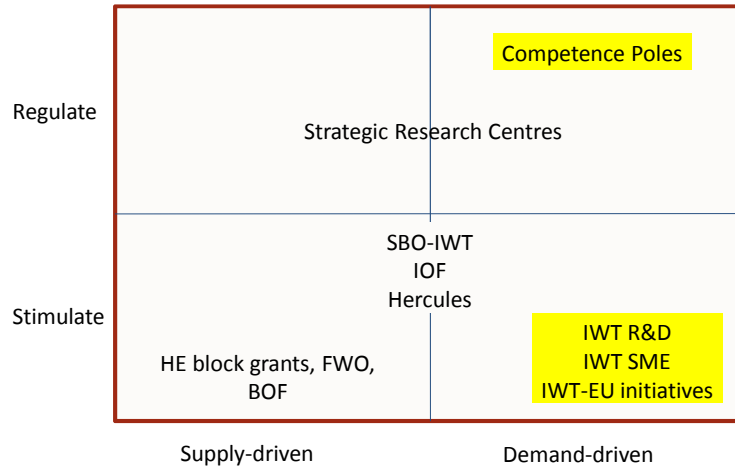 Competence Poles
Regulate
Strategic Research Centres
SBO-IWT
IOF
Hercules
Stimulate
IWT R&D
IWT SME
IWT-EU initiatives
HE block grants, FWO,
BOF
Supply-driven
Demand-driven